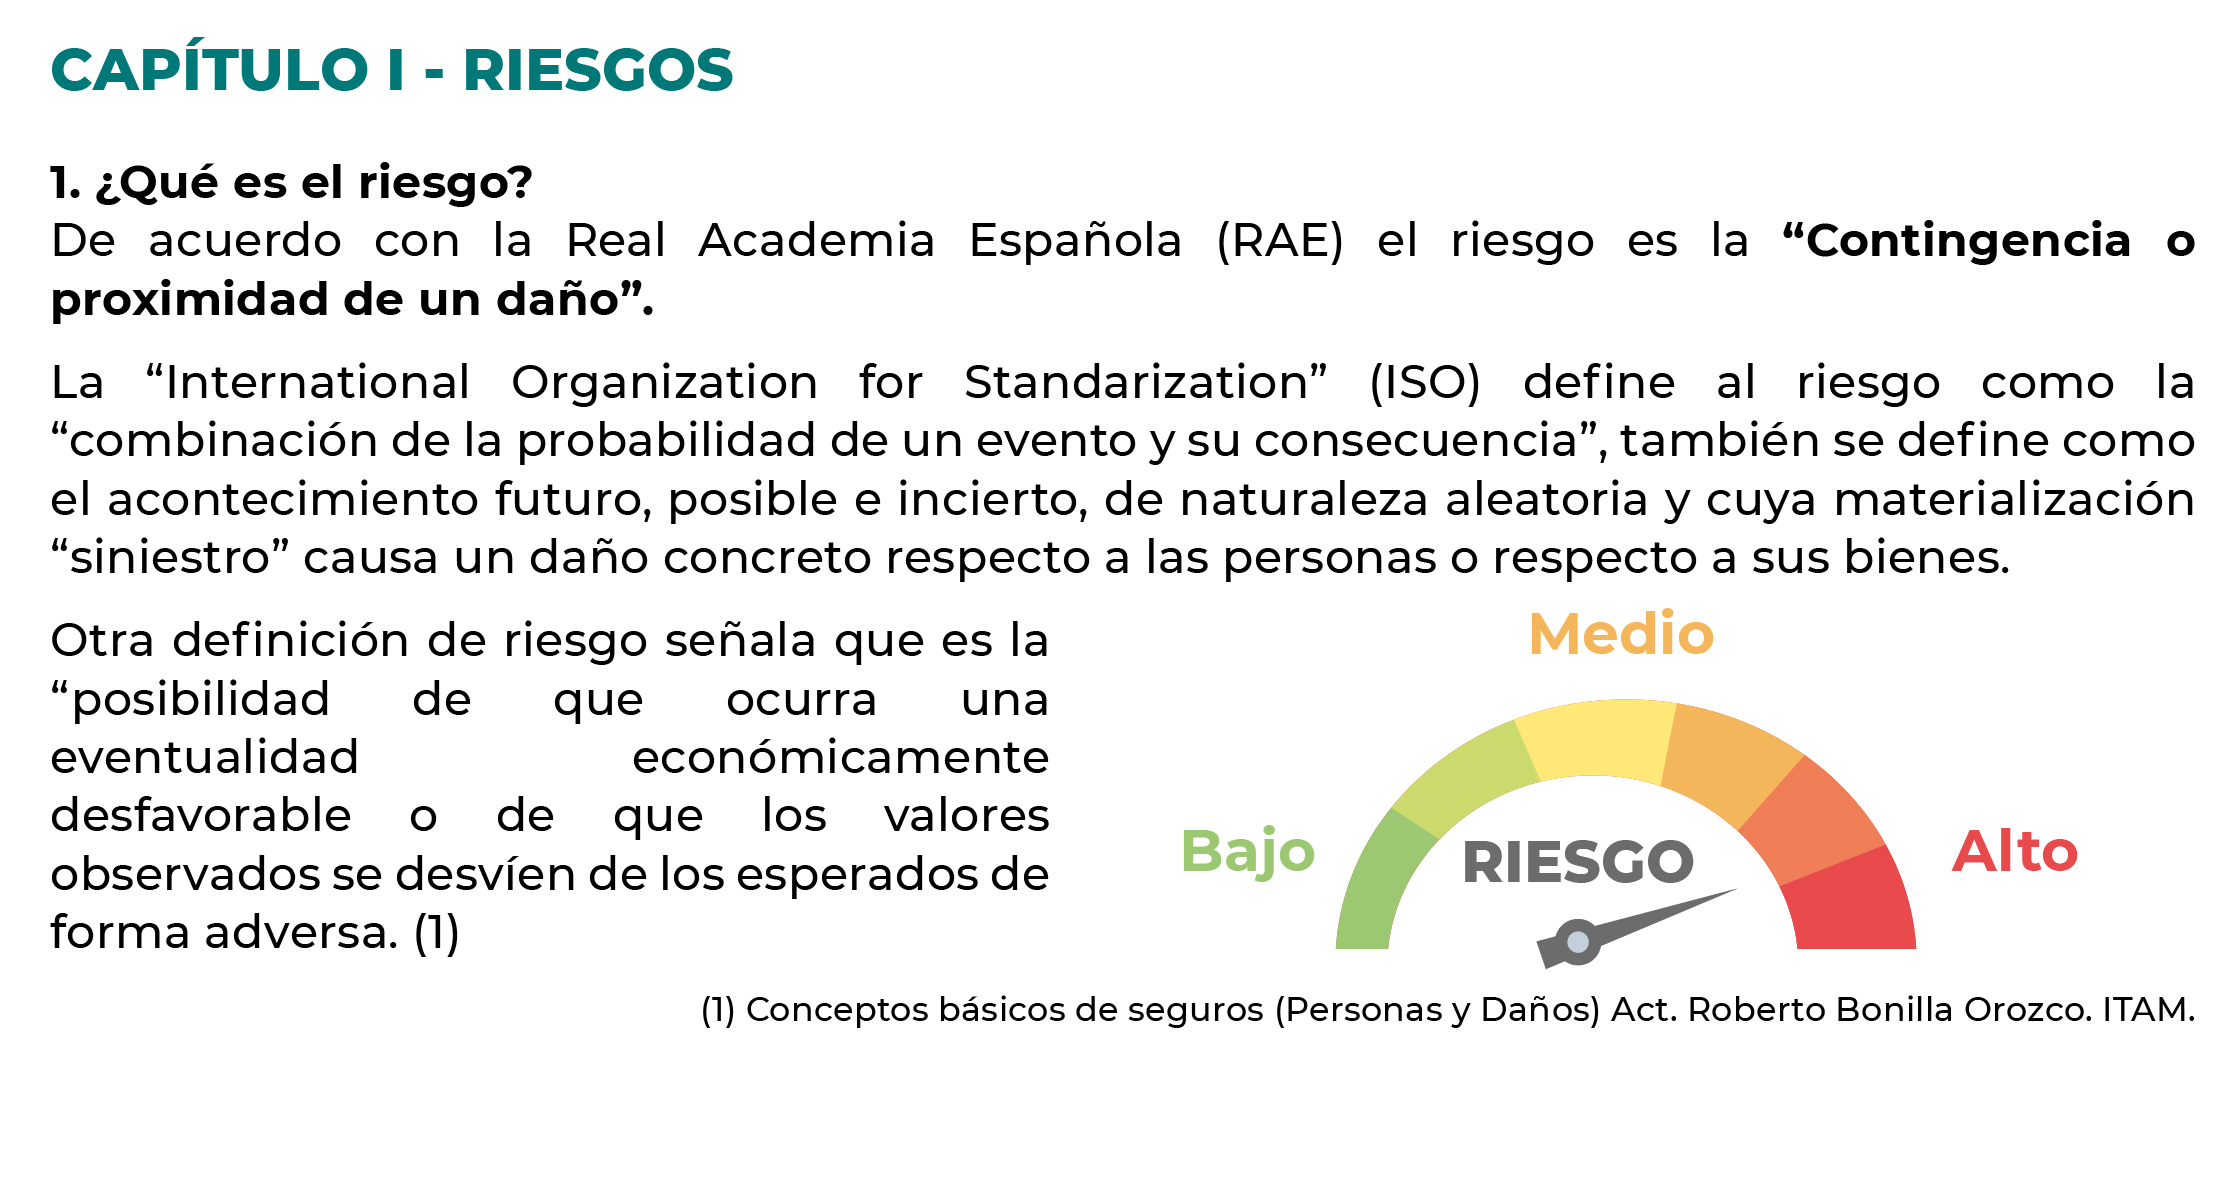 CAPÍTULO I - RIESGOS
1. ¿Qué es el riesgo?
De acuerdo con la Real Academia Española (RAE) el riesgo es la “Contingencia o
proximidad de un daño”.
La “International Organization for Standarization” (ISO) define al riesgo como la
“combinación de la probabilidad de un evento y su consecuencia”, también se define como
el acontecimiento futuro, posible e incierto, de naturaleza aleatoria y cuya materialización
“siniestro” causa un daño concreto respecto a las personas o respecto a sus bienes.
Otra definición de riesgo señala que es la
“posibilidad de que ocurra una
eventualidad económicamente
desfavorable o de que los valores
observados se desvíen de los esperados de
forma adversa. (1)
Medio
Bajo
RIESGO
Alto
(1) Conceptos básicos de seguros (Personas y Daños) Act. Roberto Bonilla Orozco. ITAM.